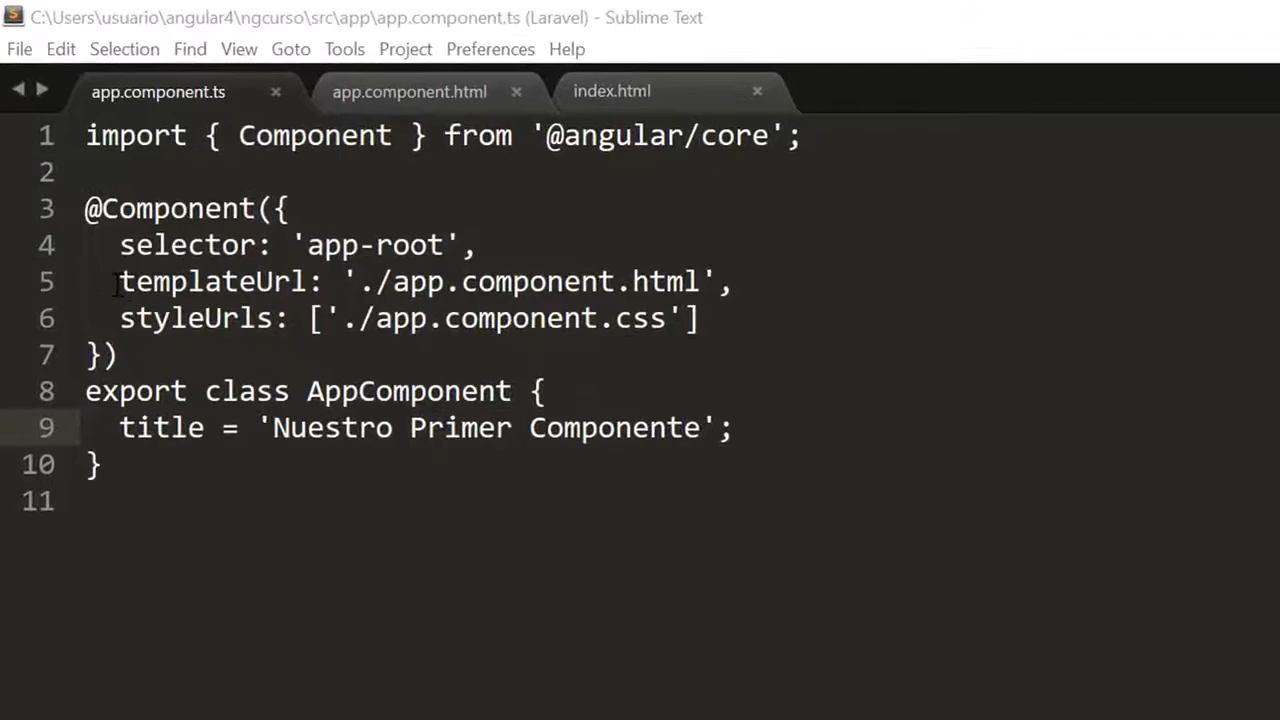 C:\Users\usuario\angular4\ngcurso\src\app\app.component.ts (Laravel) - Sublime Text
File Edit Selection Find View Goto Tools Project Preferences Help
app.component.ts app.component.html index.html
1 import { Component } from '@angular/core';
2
3 @Component({
4   selector: 'app-root',
5   templateUrl: './app.component.html',
6   styleUrls: ['./app.component.css']
7 })
8 export class AppComponent {
9   title = 'Nuestro Primer Componente';
10 }
11